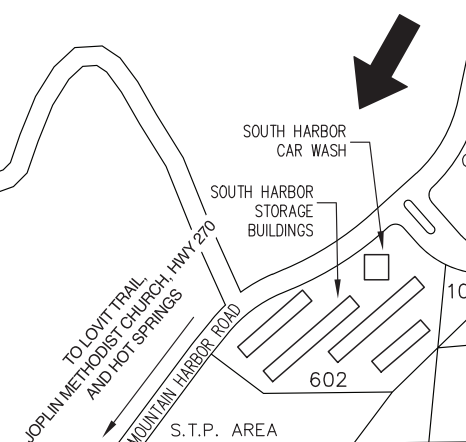 SOUTH HARBOR
CAR WASH
SOUTH HARBOR
STORAGE
BUILDINGS
TO LOVIT TRAIL,
JOPLIN METHODIST CHURCH, HWY 270
AND HOT SPRINGS
MOUNTAIN HARBOR ROAD
10
602
S.T.P. AREA